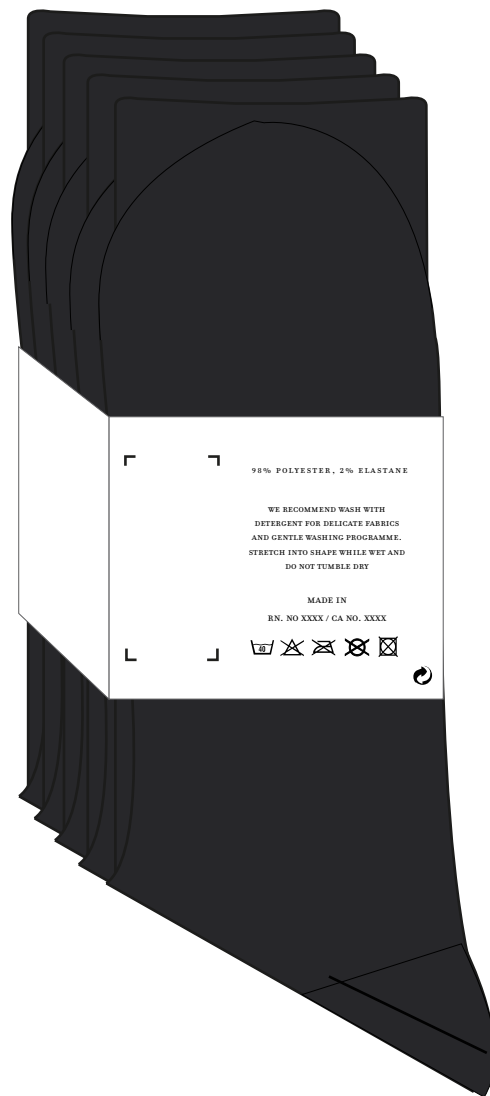 98% POLYESTER, 2% ELASTANE
WE RECOMMEND WASH WITH
DETERGENT FOR DELICATE FABRICS
AND GENTLE WASHING PROGRAMME.
STRETCH INTO SHAPE WHILE WET AND
DO NOT TUMBLE DRY
MADE IN
RN. NO XXXX / CA NO. XXXX
40